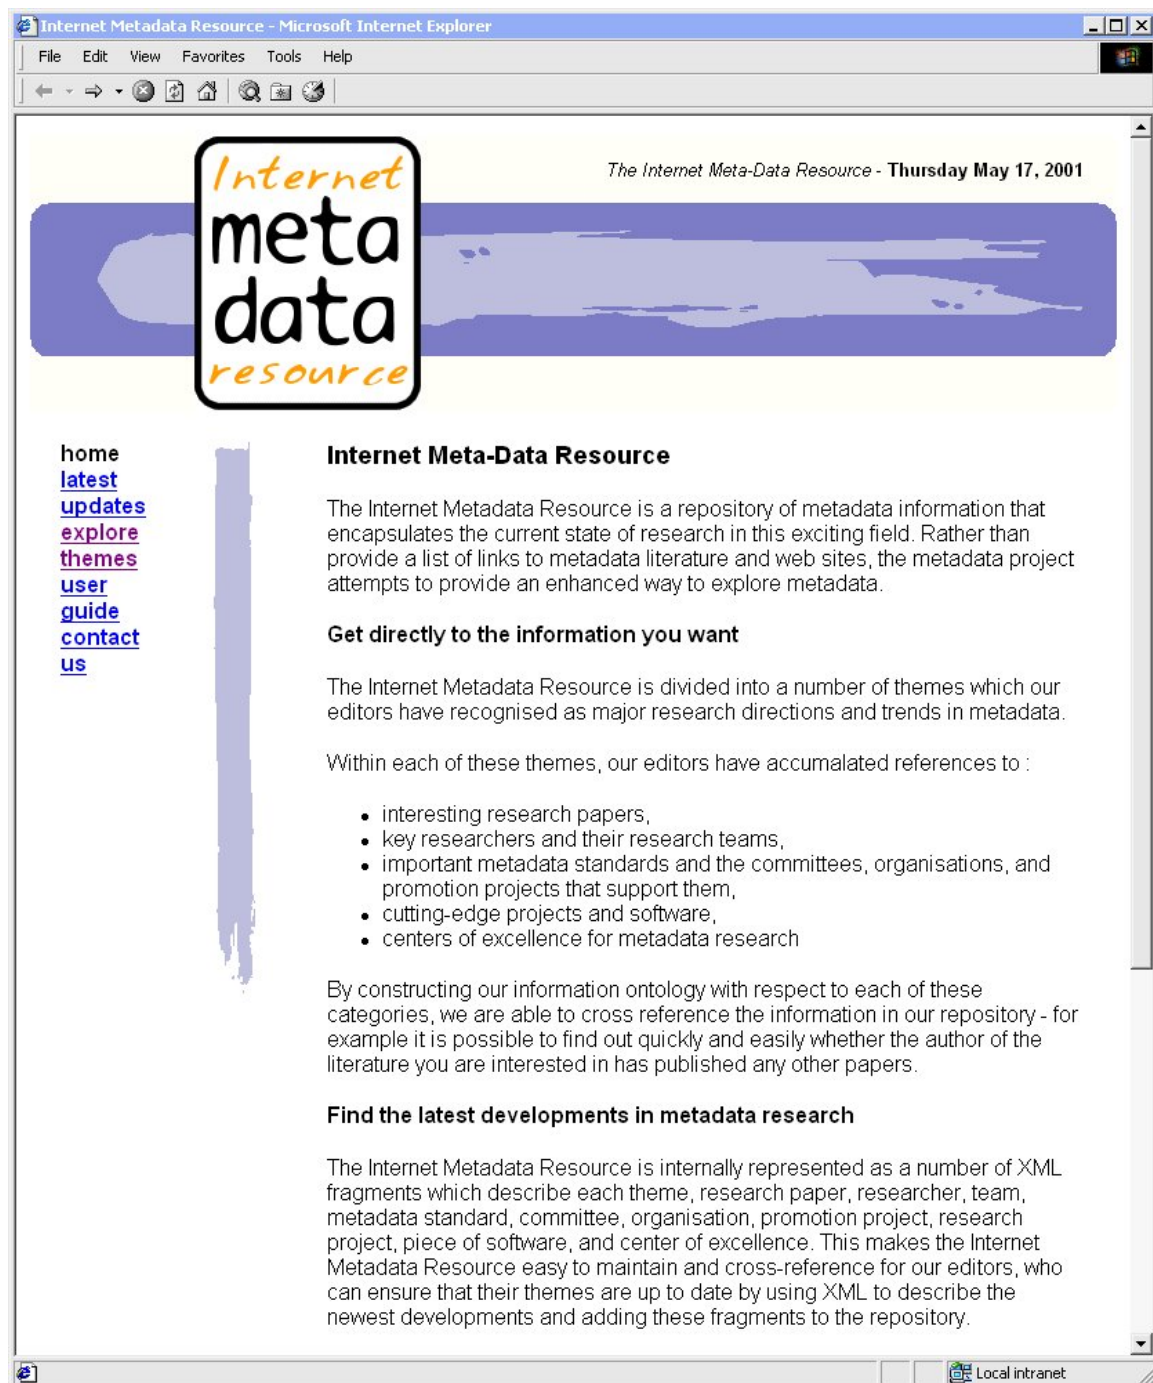 Internet Metadata Resource - Microsoft Internet Explorer
File Edit View Favorites Tools Help
The Internet Meta-Data Resource - Thursday May 17, 2001
Internet
meta
data
resource
home
latest
updates
explore
themes
user
guide
contact
us
Internet Meta-Data Resource
The Internet Metadata Resource is a repository of metadata information that
encapsulates the current state of research in this exciting field. Rather than
provide a list of links to metadata literature and web sites, the metadata project
attempts to provide an enhanced way to explore metadata.
Get directly to the information you want
The Internet Metadata Resource is divided into a number of themes which our
editors have recognised as major research directions and trends in metadata.
Within each of these themes, our editors have accumalated references to :
• interesting research papers,
• key researchers and their research teams,
• important metadata standards and the committees, organisations, and
promotion projects that support them,
• cutting-edge projects and software,
• centers of excellence for metadata research
By constructing our information ontology with respect to each of these
categories, we are able to cross reference the information in our repository - for
example it is possible to find out quickly and easily whether the author of the
literature you are interested in has published any other papers.
Find the latest developments in metadata research
The Internet Metadata Resource is internally represented as a number of XML
fragments which describe each theme, research paper, researcher, team,
metadata standard, committee, organisation, promotion project, research
project, piece of software, and center of excellence. This makes the Internet
Metadata Resource easy to maintain and cross-reference for our editors, who
can ensure that their themes are up to date by using XML to describe the
newest developments and adding these fragments to the repository.
Local intranet